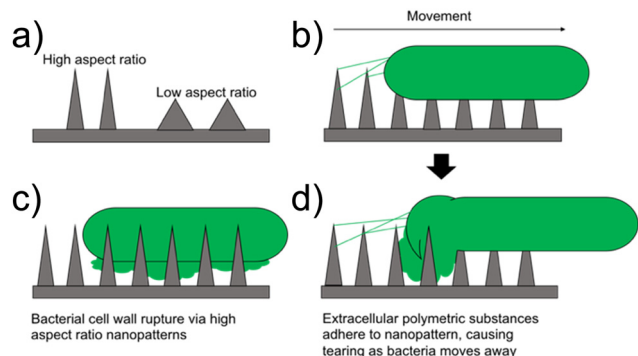 a)
High aspect ratio
Low aspect ratio
b)
Movement
c)
Bacterial cell wall rupture via high
aspect ratio nanopatterns
d)
Extracellular polymetric substances
adhere to nanopattern, causing
tearing as bacteria moves away